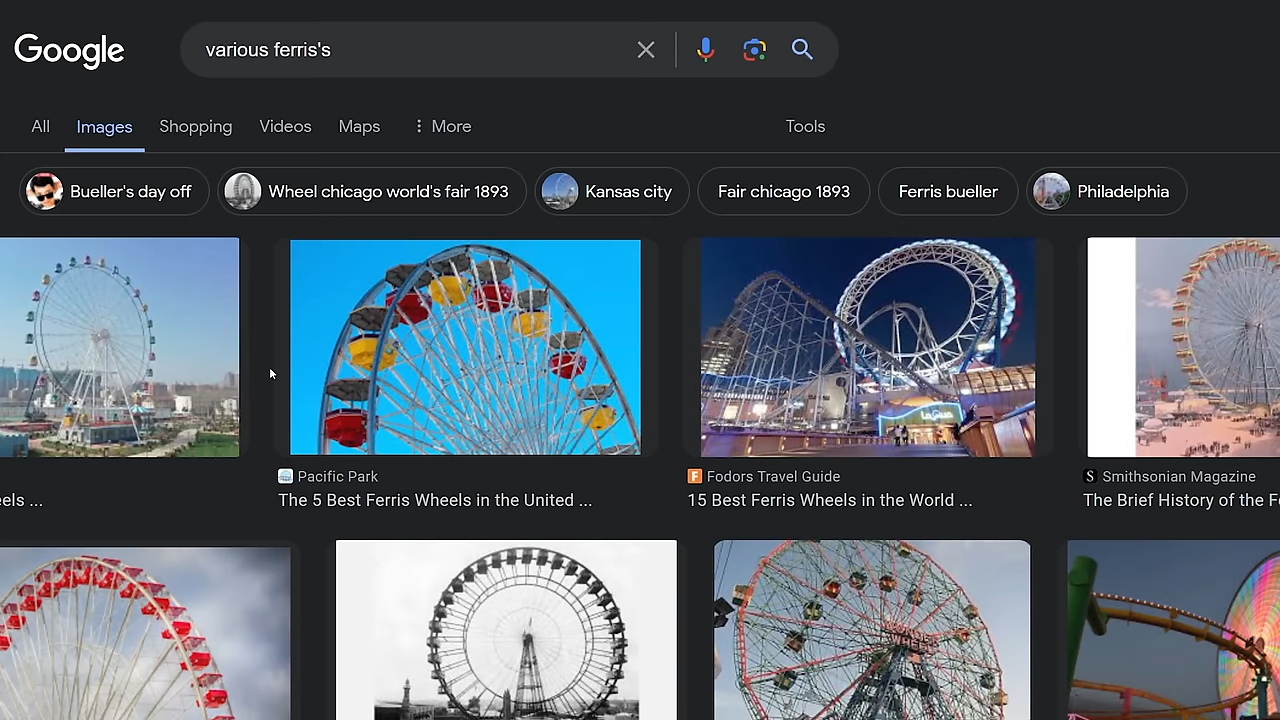 Google
various ferris's
All Images Shopping Videos Maps More Tools
Bueller's day off Wheel chicago world's fair 1893 Kansas city Fair chicago 1893 Ferris bueller Philadelphia
LaQua
Pacific Park Fodors Travel Guide S Smithsonian Magazine
eels ... The 5 Best Ferris Wheels in the United ... 15 Best Ferris Wheels in the World ... The Brief History of the Fe